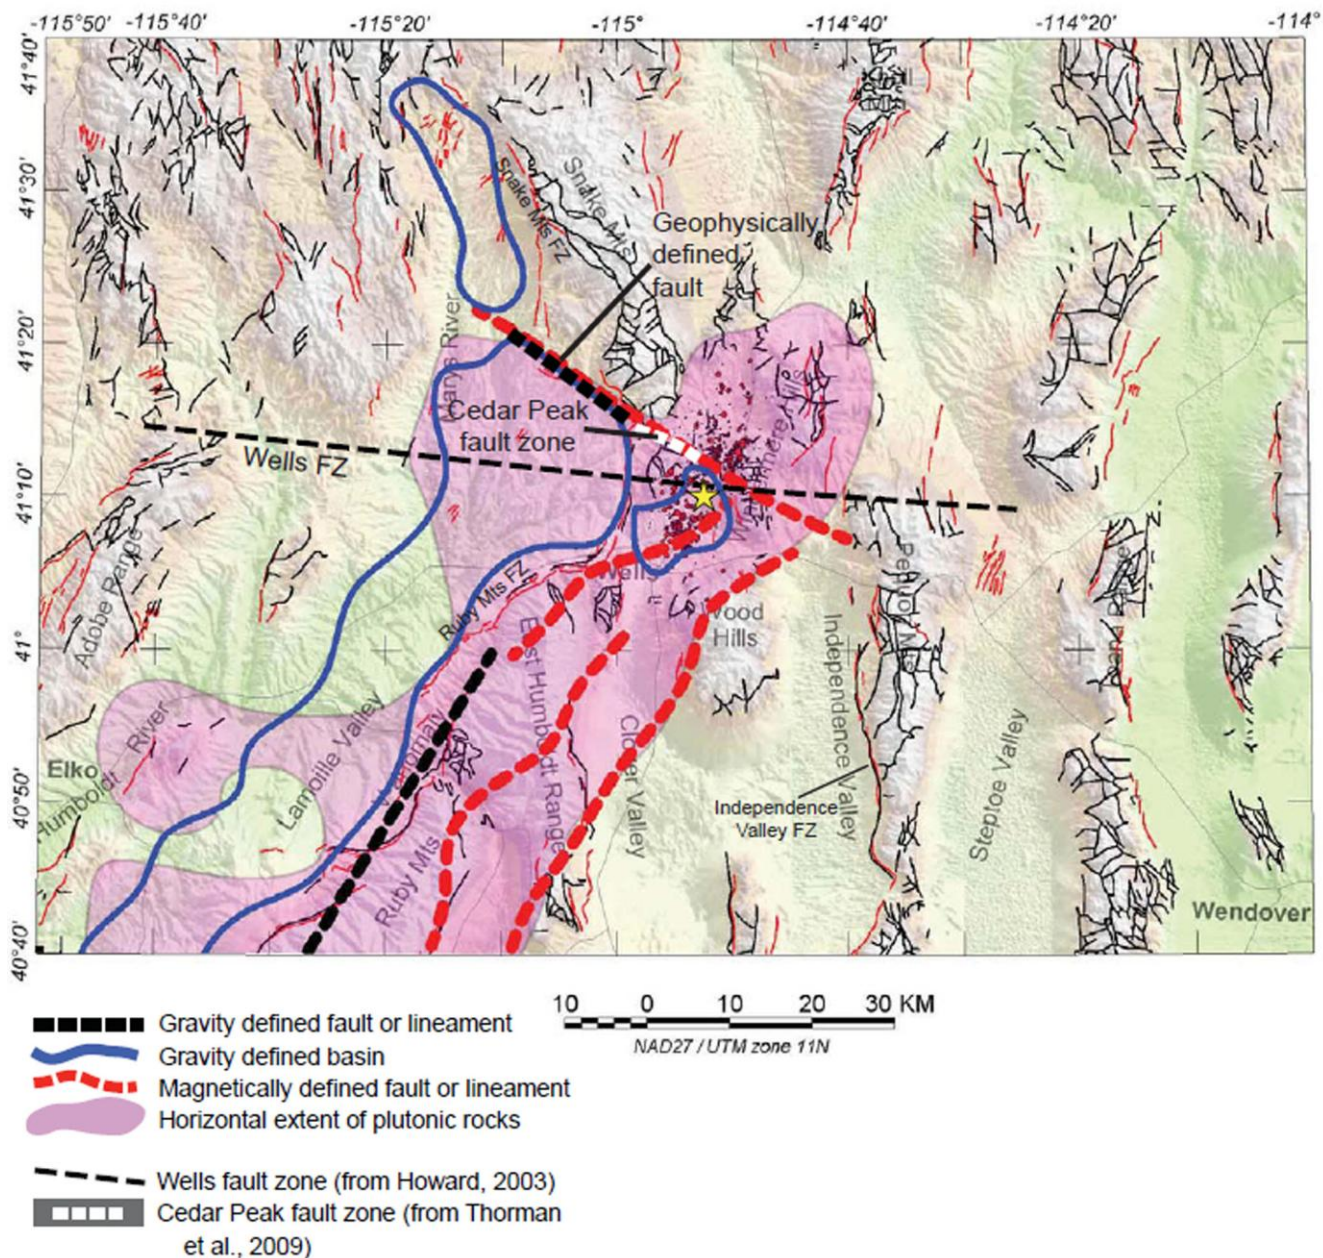 -115°50' -115°40' -115°20' -115° -114°40' -114°20' -114°
41°40'
41°30'
41°20'
41°10'
41°
40°50'
40°40'
Snake Mts FZ
Snake Mts
Geophysically
defined
fault
Marys River
Cedar Peak
fault zone
Wells FZ
Adobe Range
Ruby Mts FZ
Wells
Wood
Hills
East Humboldt Range
Independence Valley
Pequop Mts
Clover Valley
River
Humboldt
Elko
Lamoille Valley
Ruby Mts
Independence
Valley FZ
Steptoe Valley
Wendover
Gravity defined fault or lineament
Gravity defined basin
Magnetically defined fault or lineament
Horizontal extent of plutonic rocks
Wells fault zone (from Howard, 2003)
Cedar Peak fault zone (from Thorman
et al., 2009)
10 0 10 20 30 KM
NAD27 / UTM zone 11N